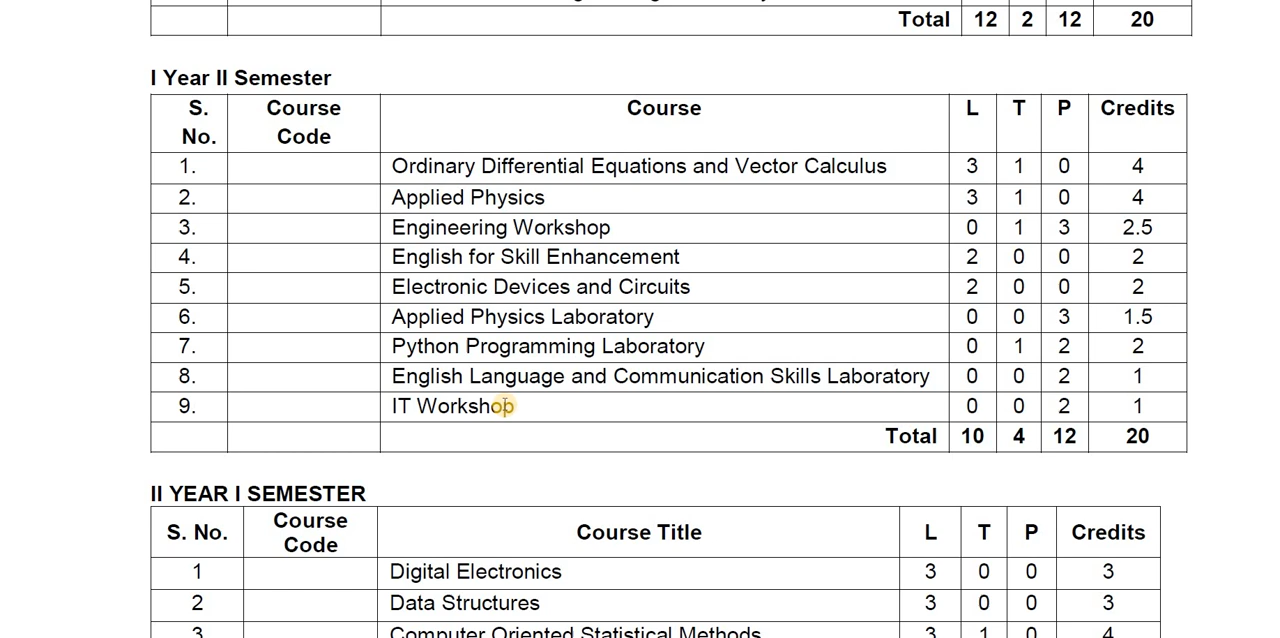 Total 12 2 12 20
I Year II Semester
S. No. Course Code Course L T P Credits
1. Ordinary Differential Equations and Vector Calculus 3 1 0 4
2. Applied Physics 3 1 0 4
3. Engineering Workshop 0 1 3 2.5
4. English for Skill Enhancement 2 0 0 2
5. Electronic Devices and Circuits 2 0 0 2
6. Applied Physics Laboratory 0 0 3 1.5
7. Python Programming Laboratory 0 1 2 2
8. English Language and Communication Skills Laboratory 0 0 2 1
9. IT Workshop 0 0 2 1
Total 10 4 12 20
II YEAR I SEMESTER
S. No. Course Code Course Title L T P Credits
1 Digital Electronics 3 0 0 3
2 Data Structures 3 0 0 3
3 Computer Oriented Statistical Methods 3 1 0 4